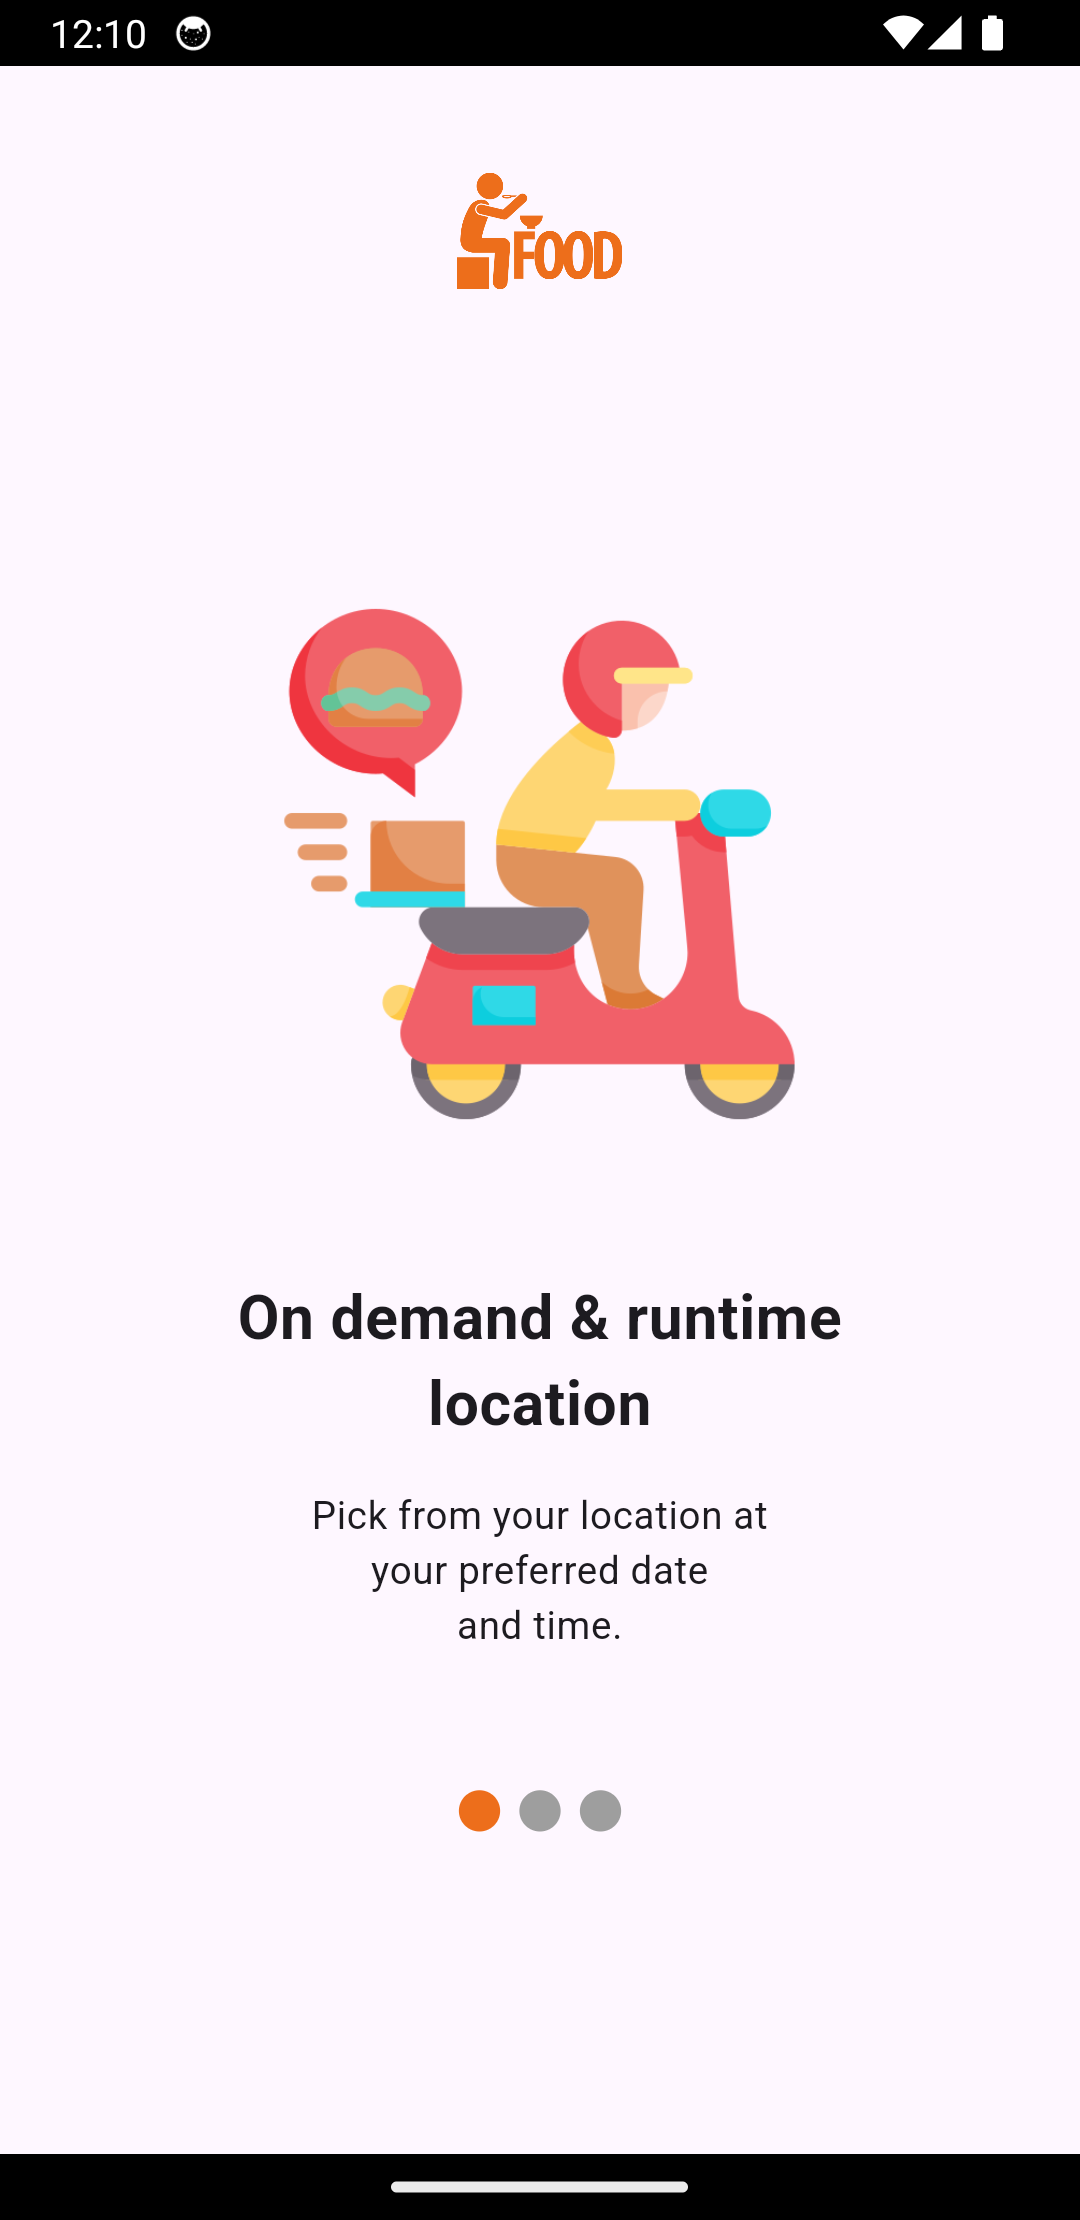 12:10
FOOD
On demand & runtime
location
Pick from your location at
your preferred date
and time.